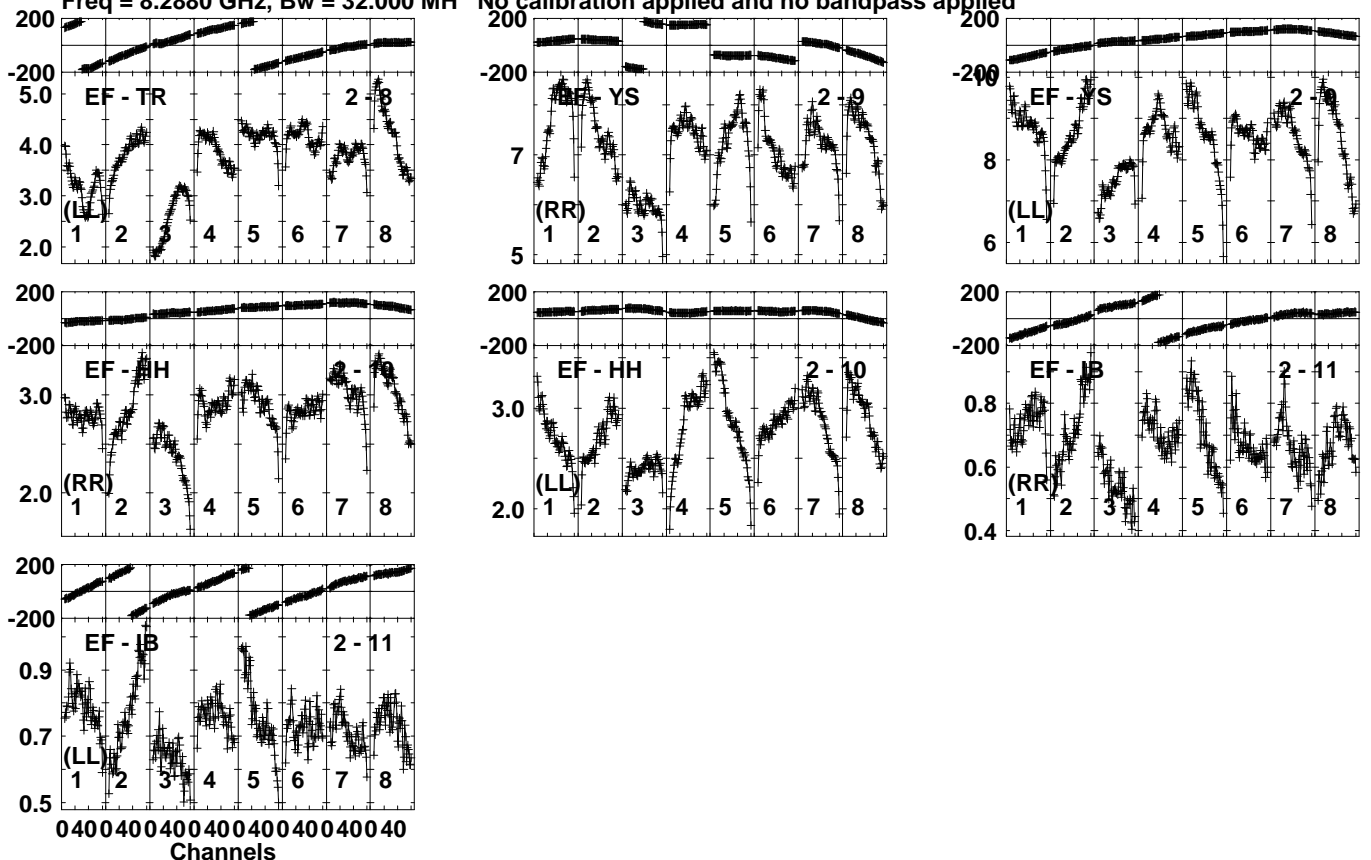 Freq = 8.2880 GHz, Bw = 32.000 MH No calibration applied and no bandpass applied
200
-200
5.0
4.0
3.0
2.0
EF - TR 2 - 8
(LL)
1 2 3 4 5 6 7 8
7
5
EF - YS 2 - 9
(RR)
1 2 3 4 5 6 7 8
200
-200
10
8
6
EF - YS 2 - 9
(LL)
1 2 3 4 5 6 7 8
200
-200
3.0
2.0
EF - HH 2 - 10
(RR)
1 2 3 4 5 6 7 8
3.0
2.0
EF - HH 2 - 10
(LL)
1 2 3 4 5 6 7 8
200
-200
0.8
0.6
0.4
EF - IB 2 - 11
(RR)
1 2 3 4 5 6 7 8
200
-200
0.9
0.7
0.5
EF - IB 2 - 11
(LL)
1 2 3 4 5 6 7 8
0 40 0 40 0 40 0 40 0 40 0 40 0 40 0 40
Channels